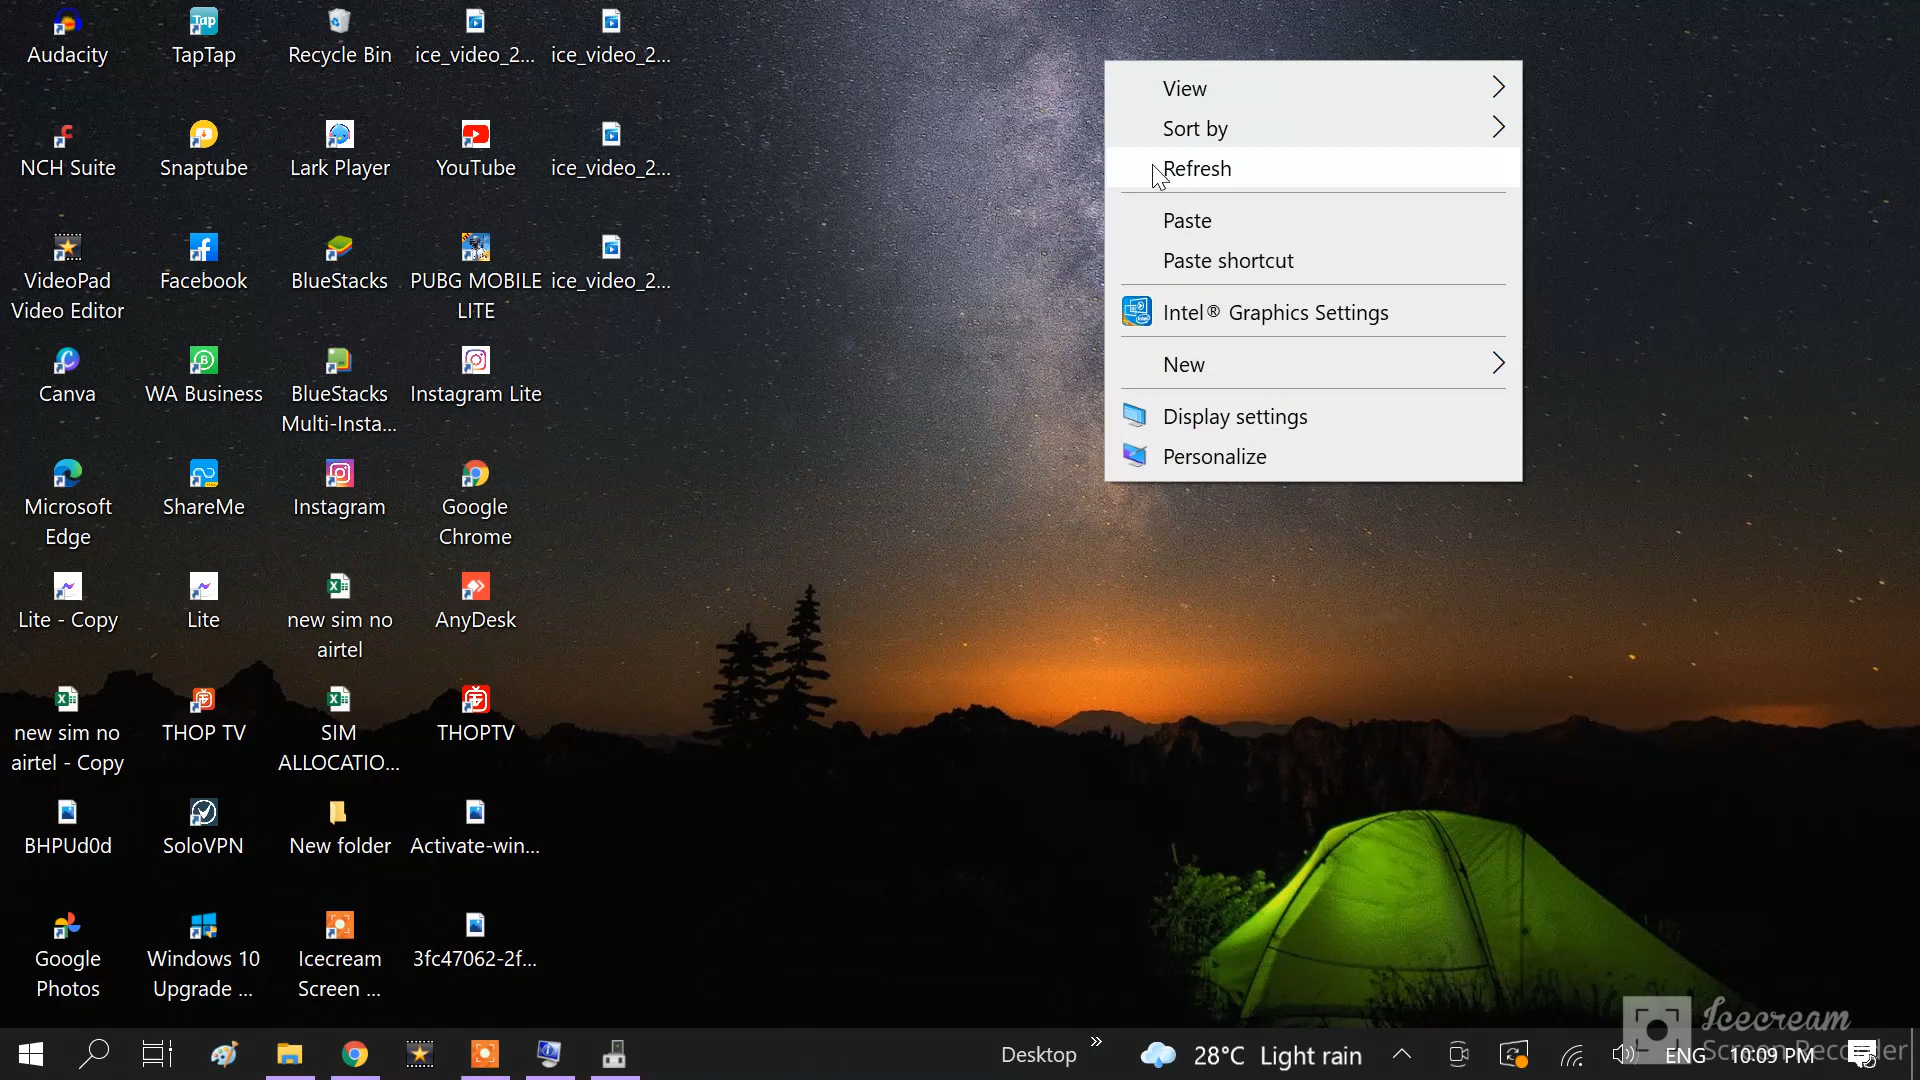 Audacity
TapTap
Recycle Bin
ice_video_2...
ice_video_2...
NCH Suite
Snaptube
Lark Player
YouTube
ice_video_2...
VideoPad
Video Editor
Facebook
BlueStacks
PUBG MOBILE
LITE
ice_video_2...
Canva
WA Business
BlueStacks
Multi-Insta...
Instagram Lite
Microsoft
Edge
ShareMe
Instagram
Google
Chrome
Lite - Copy
Lite
new sim no
airtel
AnyDesk
new sim no
airtel - Copy
THOP TV
SIM
ALLOCATIO...
THOPTV
BHPUd0d
SoloVPN
New folder
Activate-win...
Google
Photos
Windows 10
Upgrade ...
Icecream
Screen ...
3fc47062-2f...
View
Sort by
Refresh
Paste
Paste shortcut
Intel® Graphics Settings
New
Display settings
Personalize
Tap
Icecream
Screen Recorder
Desktop
28°C Light rain
ENG
10:09 PM